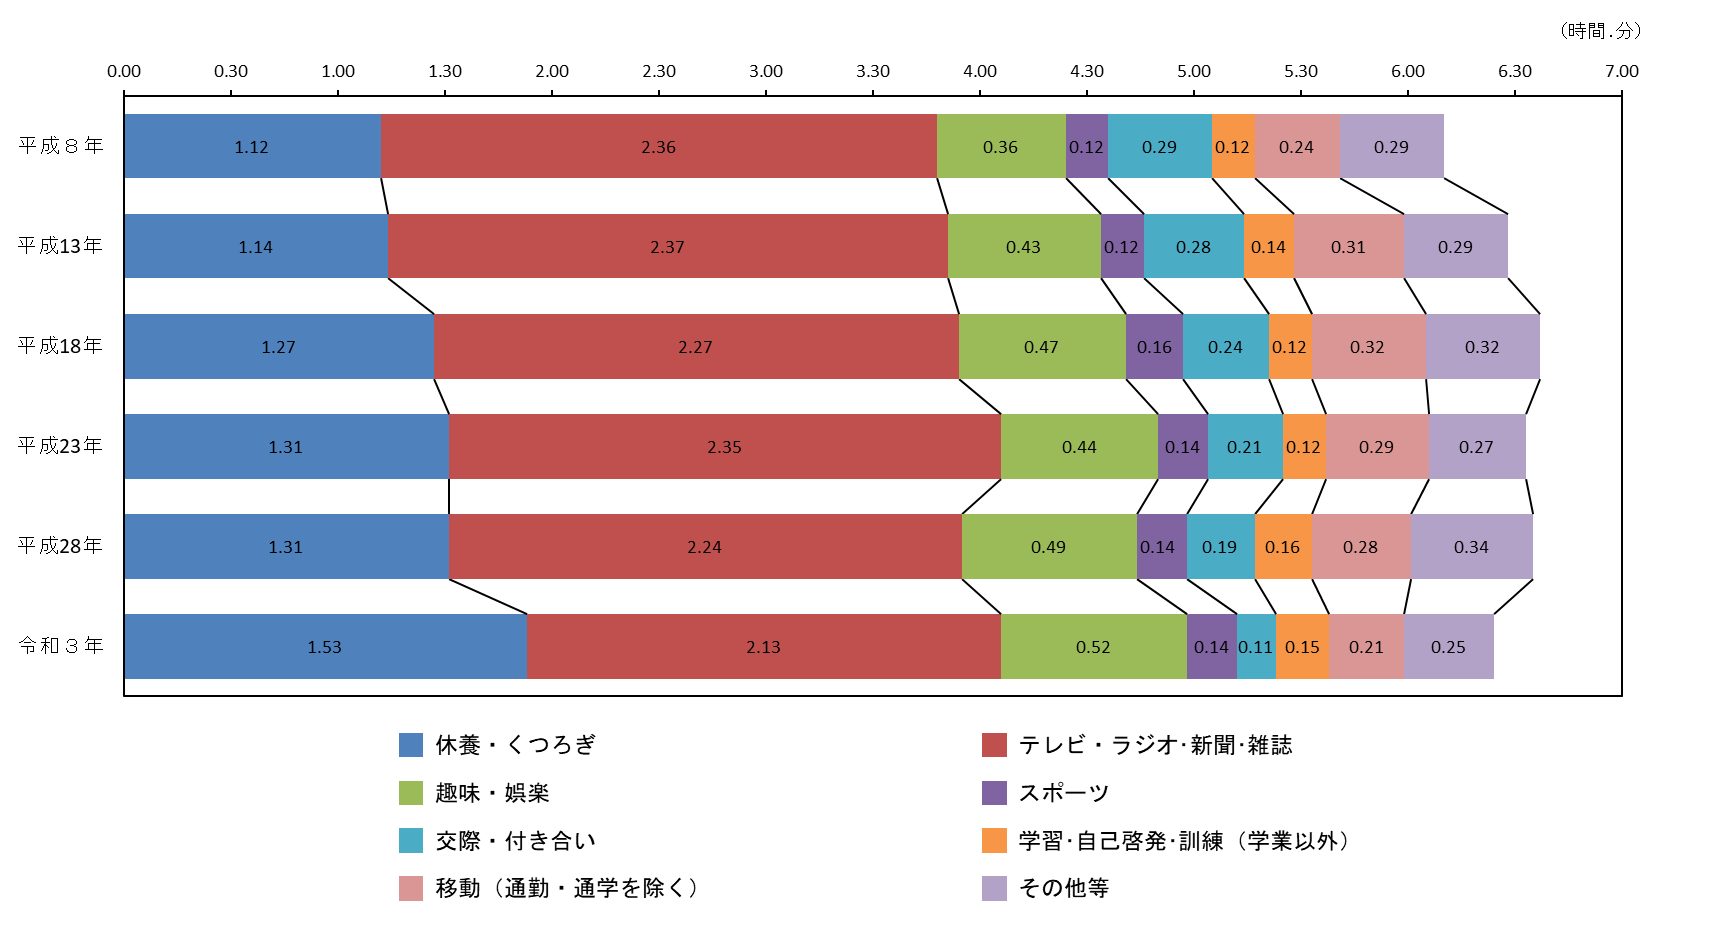 （時間.分）
0.00 0.30 1.00 1.30 2.00 2.30 3.00 3.30 4.00 4.30 5.00 5.30 6.00 6.30 7.00
平成８年 1.12 2.36 0.36 0.12 0.29 0.12 0.24 0.29
平成13年 1.14 2.37 0.43 0.12 0.28 0.14 0.31 0.29
平成18年 1.27 2.27 0.47 0.16 0.24 0.12 0.32 0.32
平成23年 1.31 2.35 0.44 0.14 0.21 0.12 0.29 0.27
平成28年 1.31 2.24 0.49 0.14 0.19 0.16 0.28 0.34
令和３年 1.53 2.13 0.52 0.14 0.11 0.15 0.21 0.25
休養・くつろぎ テレビ・ラジオ･新聞･雑誌
趣味・娯楽 スポーツ
交際・付き合い 学習･自己啓発･訓練（学業以外）
移動（通勤・通学を除く） その他等